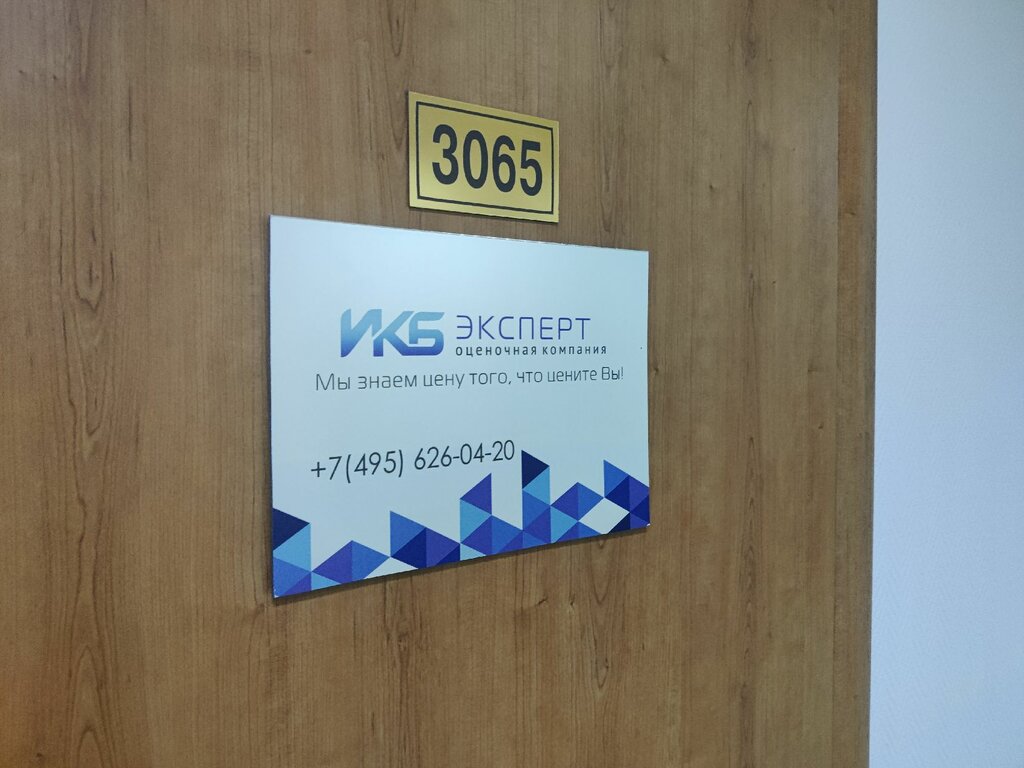 3065
ИКБ ЭКСПЕРТ
оценочная компания
Мы знаем цену того, что цените Вы!
+7(495) 626-04-20